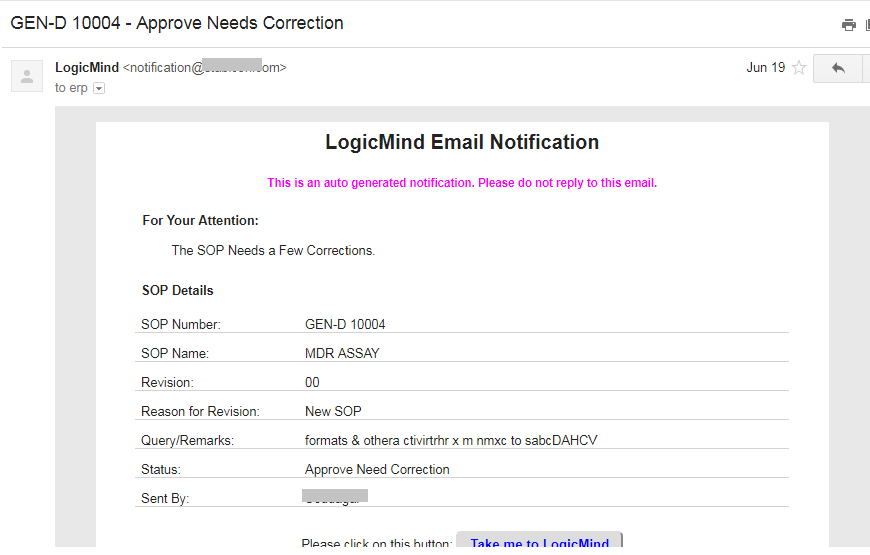 GEN-D 10004 - Approve Needs Correction
LogicMind <notification@ om>
Jun 19
to erp
LogicMind Email Notification
This is an auto generated notification. Please do not reply to this email.
For Your Attention:
The SOP Needs a Few Corrections.
SOP Details
SOP Number: GEN-D 10004
SOP Name: MDR ASSAY
Revision: 00
Reason for Revision: New SOP
Query/Remarks: formats & othera ctivirtrhr x m nmxc to sabcDAHCV
Status: Approve Need Correction
Sent By:
Please click on this button: Take me to LogicMind